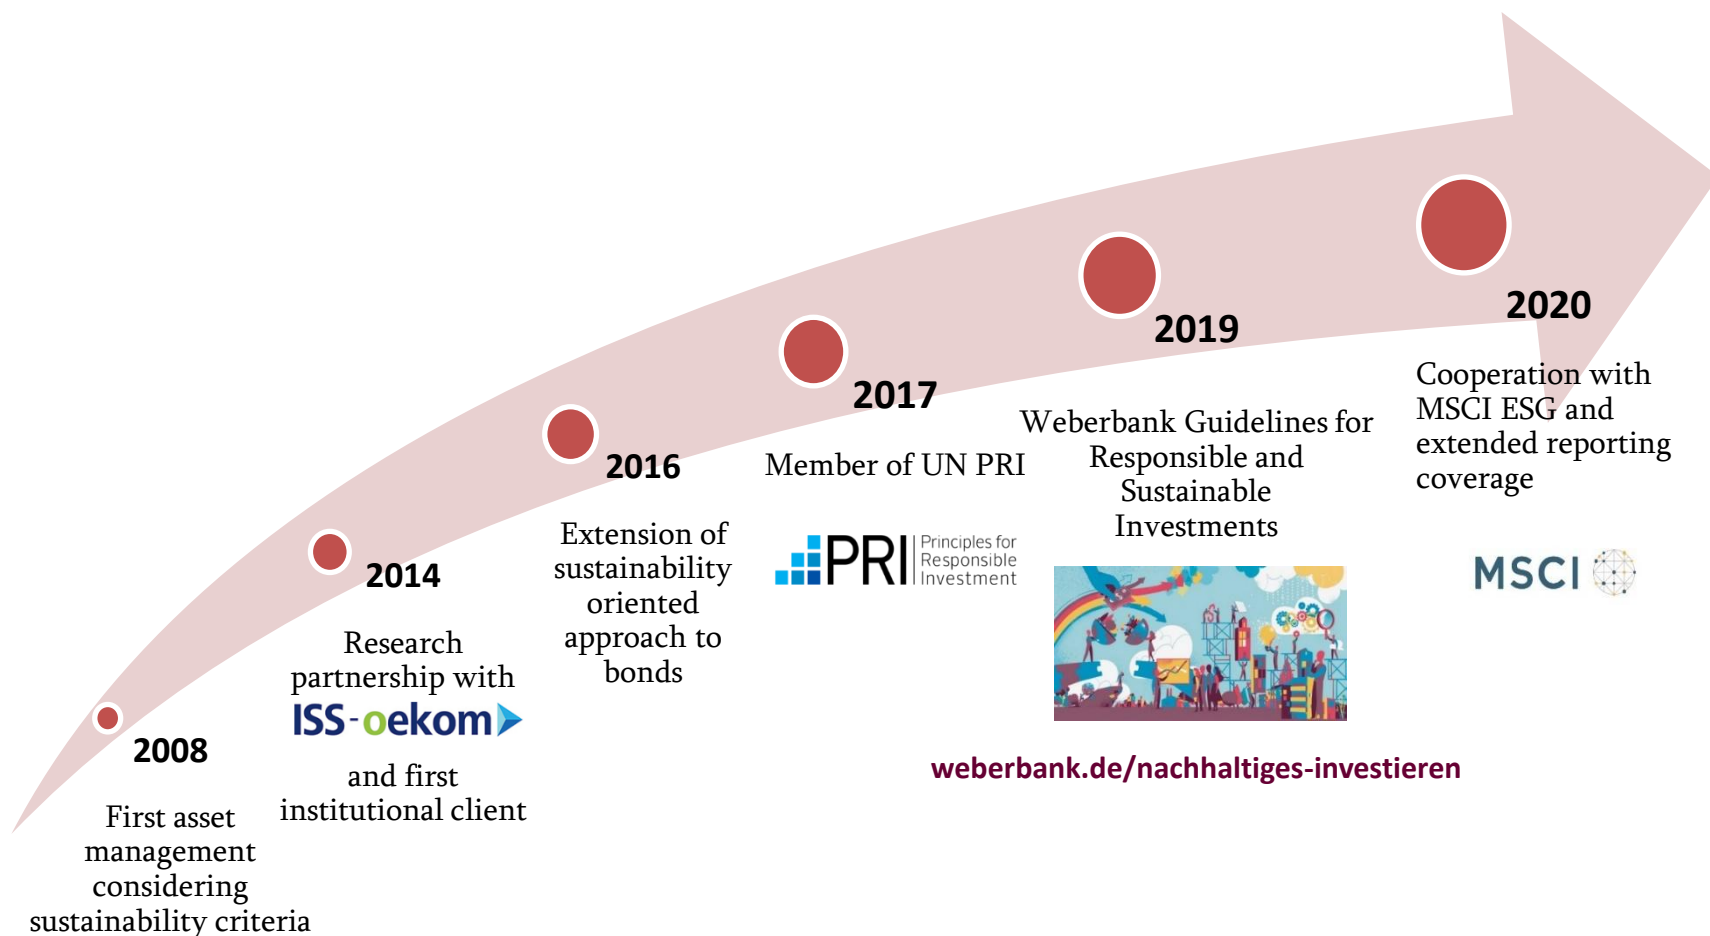 2008
First asset
management
considering
sustainability criteria
2014
Research
partnership with
ISS-oekom
and first
institutional client
2016
Extension of
sustainability
oriented
approach to
bonds
2017
Member of UN PRI
PRI
Principles for
Responsible
Investment
2019
Weberbank Guidelines for
Responsible and
Sustainable
Investments
weberbank.de/nachhaltiges-investieren
2020
Cooperation with
MSCI ESG and
extended reporting
coverage
MSCI